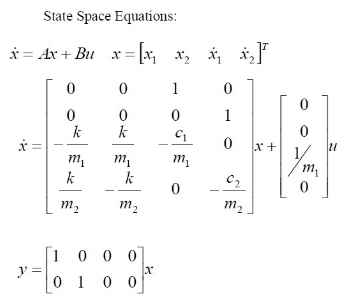 State Space Equations:
ẋ = Ax + Bu   x = [x₁   x₂   ẋ₁   ẋ₂]ᵀ
0 0 1 0
0 0 0 1 0
ẋ = -k/m₁ k/m₁ -c₁/m₁ 0 x + 0 u
k/m₂ -k/m₂ 0 -c₂/m₂ 1/m₁
0
y = [1 0 0 0
0 1 0 0] x